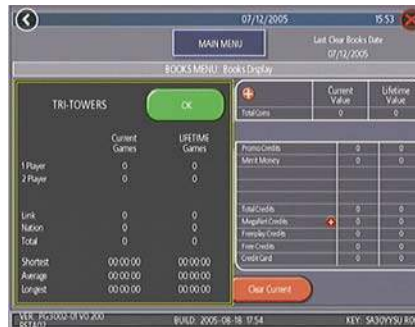 07/12/2005 15:53
MAIN MENU
Last Clear Books Date
07/12/2005
BOOKS MENU: Books Display
TRI-TOWERS
OK
Current Games
LIFETIME Games
1 Player 0 0
2 Player 0 0
Link 0 0
Nation 0 0
Total 0 0
Shortest 00:00:00 00:00:00
Average 00:00:00 00:00:00
Longest 00:00:00 00:00:00
Current Value
Lifetime Value
Total Coins 0 0
Promo Credits 0 0
Merit Money 0 0
Total Credits 0 0
MegaNet Credits 0 0
Freeplay Credits 0 0
Free Credits 0 0
Credit Card 0 0
Clear Current
VER: PG3002-01V0.200
BUILD: 2005-08-18 17:54
KEY: